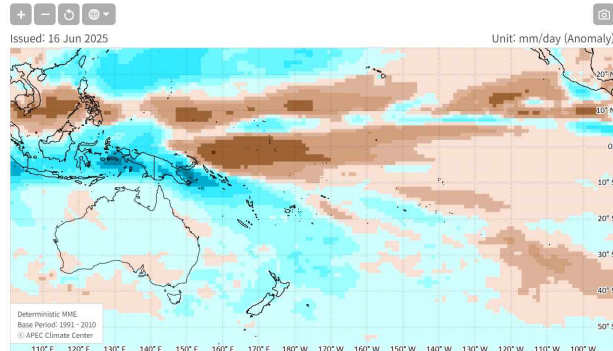 Issued: 16 Jun 2025
Unit: mm/day (Anomaly)
20° N
10° N
0°
10° S
20° S
30° S
40° S
50° S
Deterministic MME
Base Period: 1991 - 2010
© APEC Climate Center
110° E 120° E 130° E 140° E 150° E 160° E 170° E 180° W 170° W 160° W 150° W 140° W 130° W 120° W 110° W 100° W